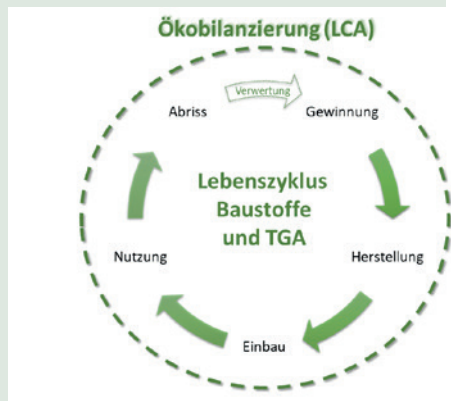 Ökobilanzierung (LCA)
Verwertung
Abriss
Gewinnung
Lebenszyklus
Baustoffe
und TGA
Nutzung
Herstellung
Einbau